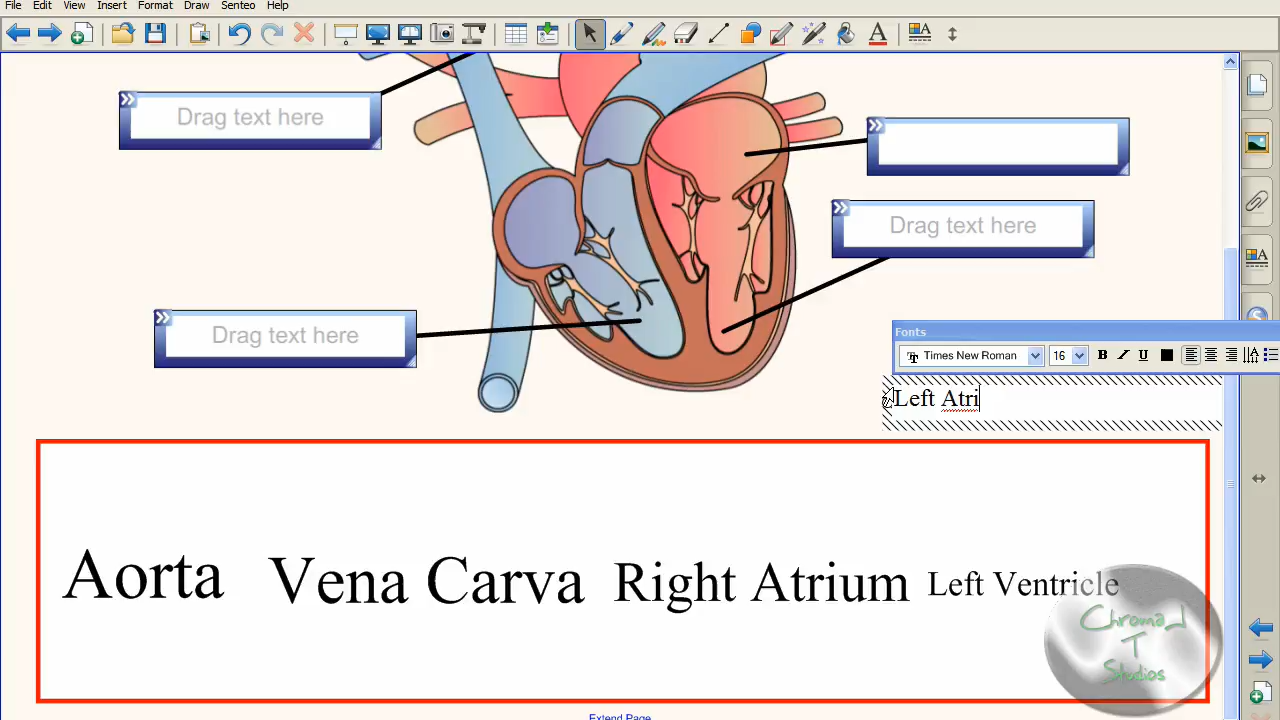 File Edit View Insert Format Draw Senteo Help
Drag text here
Drag text here
Drag text here
Fonts
Times New Roman 16 B I U A
Left Atri
Aorta Vena Carva Right Atrium Left Ventricle
Chroma
T
Studios
Extend Page